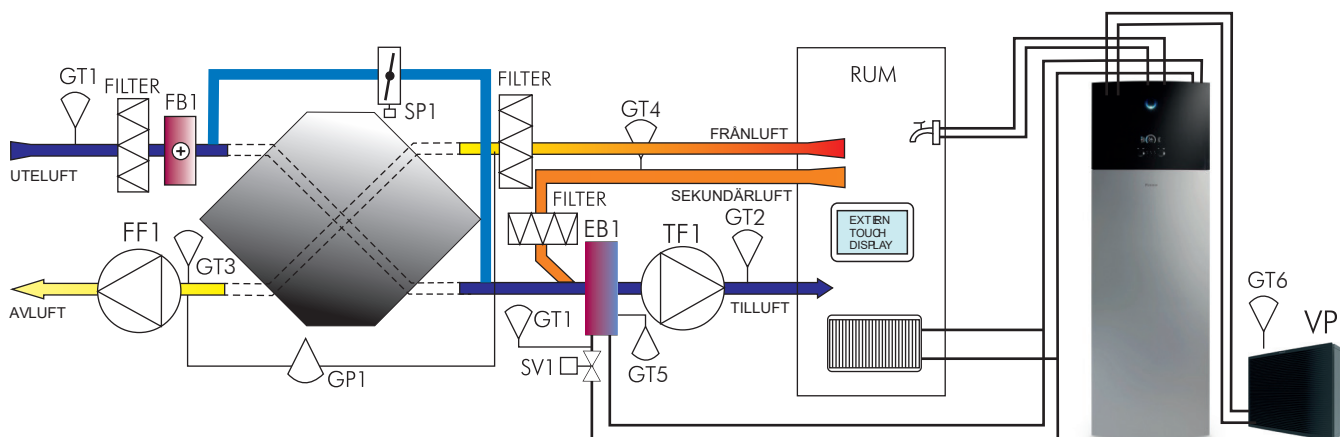 GT1
FILTER
FB1
UTELUFT
SP1
FILTER
GT4
FRÅNLUFT
SEKUNDÄRLUFT
RUM
EXTERN
TOUCH
DISPLAY
FILTER
EB1
TF1
GT2
TILLUFT
FF1
GT3
AVLUFT
GP1
GT1
SV1
GT5
GT6
VP